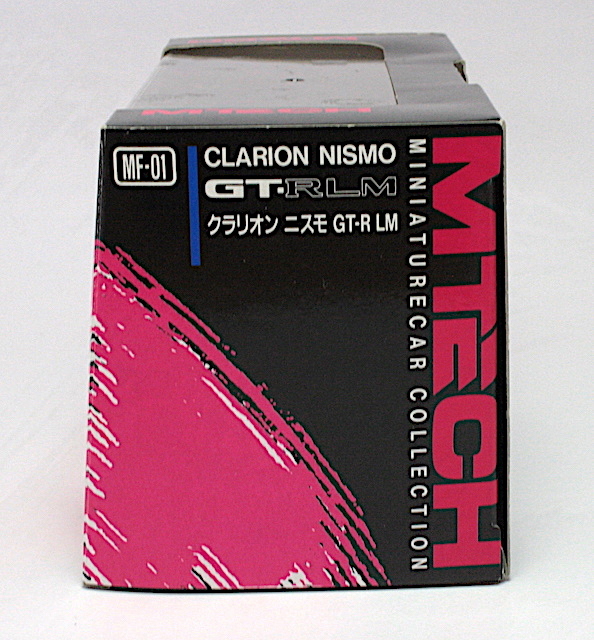 MTECH
MF-01
CLARION NISMO
GT-R LM
クラリオン ニスモ GT-R LM
MINIATURECAR COLLECTION
MTECH